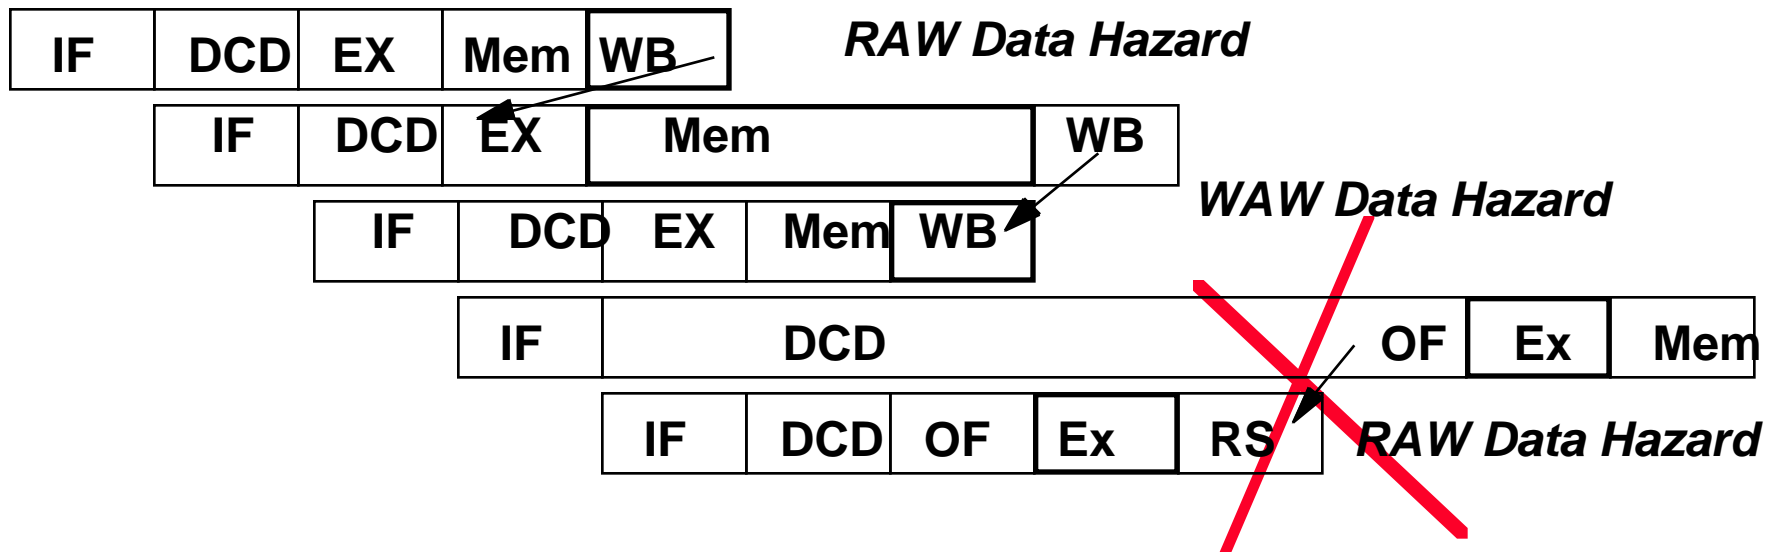 IF DCD EX Mem WB RAW Data Hazard
IF DCD EX Mem WB
WAW Data Hazard
IF DCD EX Mem WB
IF DCD OF Ex Mem
IF DCD OF Ex RS RAW Data Hazard